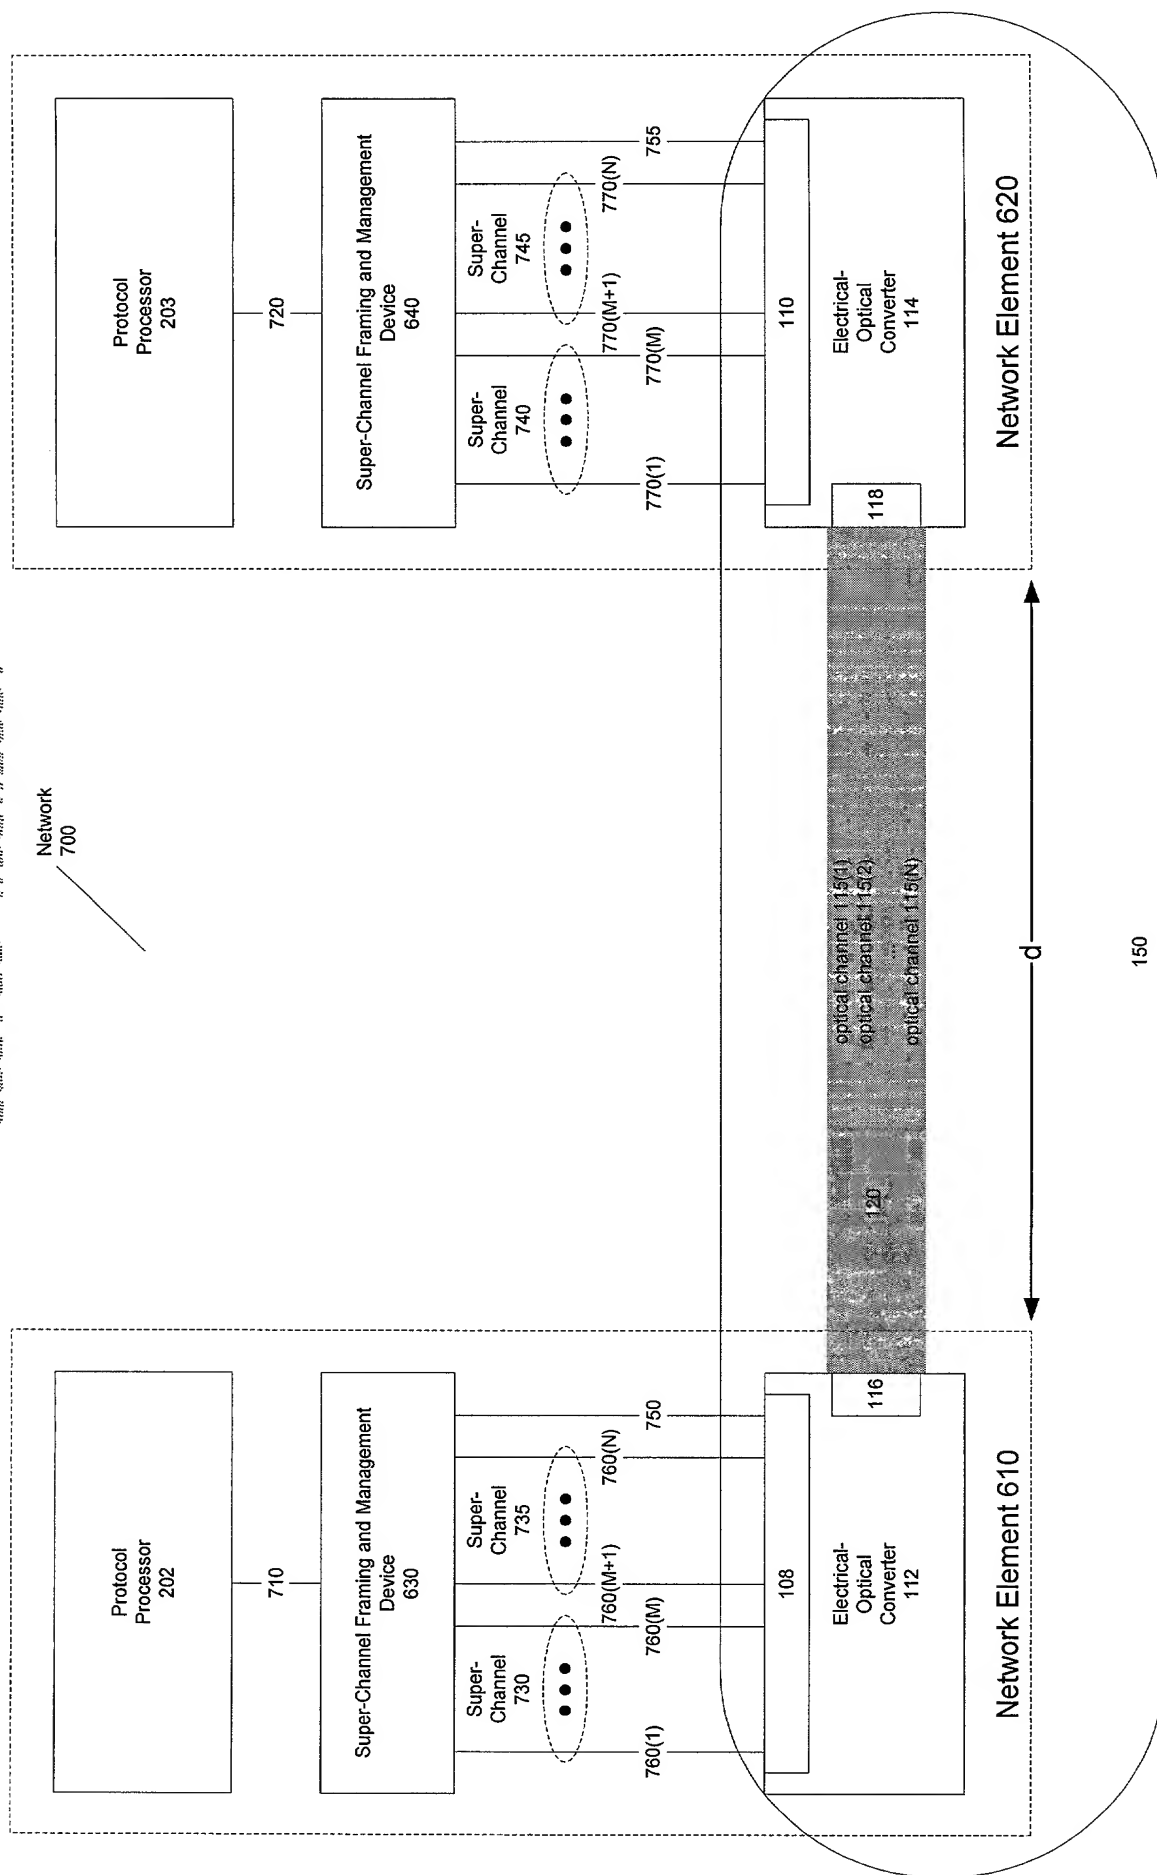 Network
700
Protocol
Processor
202
710
Super-Channel Framing and Management
Device
630
Super-
Channel
730
Super-
Channel
735
760(1)
760(M)
760(M+1)
760(N)
750
108
Electrical-
Optical
Converter
112
116
Network Element 610
120
optical channel 115(1)
optical channel 115(2)
...
optical channel 115(N)
d
150
Protocol
Processor
203
720
Super-Channel Framing and Management
Device
640
Super-
Channel
740
Super-
Channel
745
770(1)
770(M)
770(M+1)
770(N)
755
110
Electrical-
Optical
Converter
114
118
Network Element 620